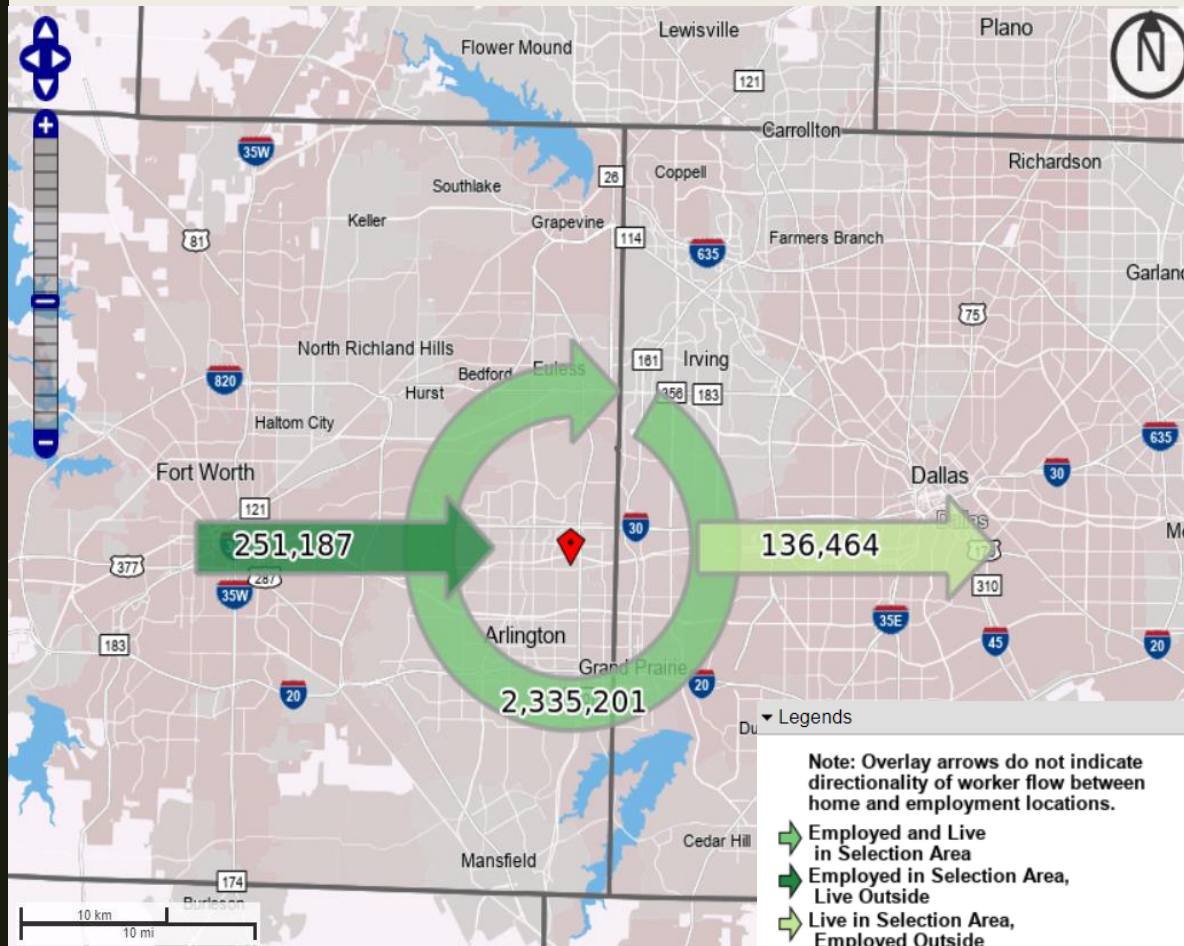 Lewisville
Plano
Flower Mound
N
121
Carrollton
35W
Richardson
26
Coppell
Southlake
Keller
Grapevine
81
114
Farmers Branch
635
Garland
75
North Richland Hills
161
Irving
Euless
Bedford
820
Hurst
356
183
Haltom City
635
Fort Worth
Dallas
30
121
Dallas
30
251,187
136,464
377
287
35W
310
35E
Arlington
45
183
20
Grand Prairie
20
20
2,335,201
Legends
Note: Overlay arrows do not indicate
directionality of worker flow between
home and employment locations.
Employed and Live
in Selection Area
Employed in Selection Area,
Live Outside
Live in Selection Area,
Employed Outside
Cedar Hill
Mansfield
174
Burleson
10 km
10 mi